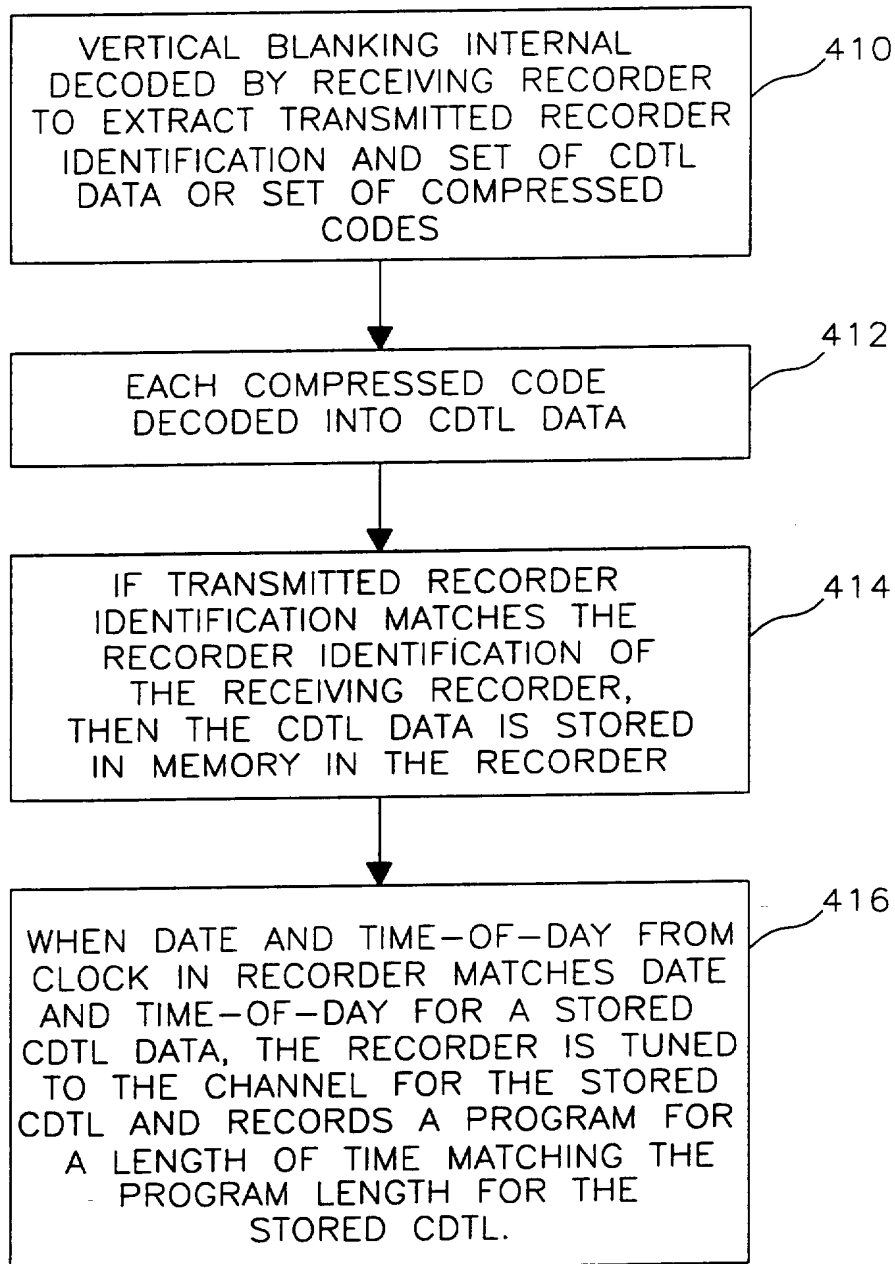 VERTICAL BLANKING INTERNAL
DECODED BY RECEIVING RECORDER
TO EXTRACT TRANSMITTED RECORDER
IDENTIFICATION AND SET OF CDTL
DATA OR SET OF COMPRESSED
CODES
410
EACH COMPRESSED CODE
DECODED INTO CDTL DATA
412
IF TRANSMITTED RECORDER
IDENTIFICATION MATCHES THE
RECORDER IDENTIFICATION OF
THE RECEIVING RECORDER,
THEN THE CDTL DATA IS STORED
IN MEMORY IN THE RECORDER
414
WHEN DATE AND TIME-OF-DAY FROM
CLOCK IN RECORDER MATCHES DATE
AND TIME-OF-DAY FOR A STORED
CDTL DATA, THE RECORDER IS TUNED
TO THE CHANNEL FOR THE STORED
CDTL AND RECORDS A PROGRAM FOR
A LENGTH OF TIME MATCHING THE
PROGRAM LENGTH FOR THE
STORED CDTL.
416